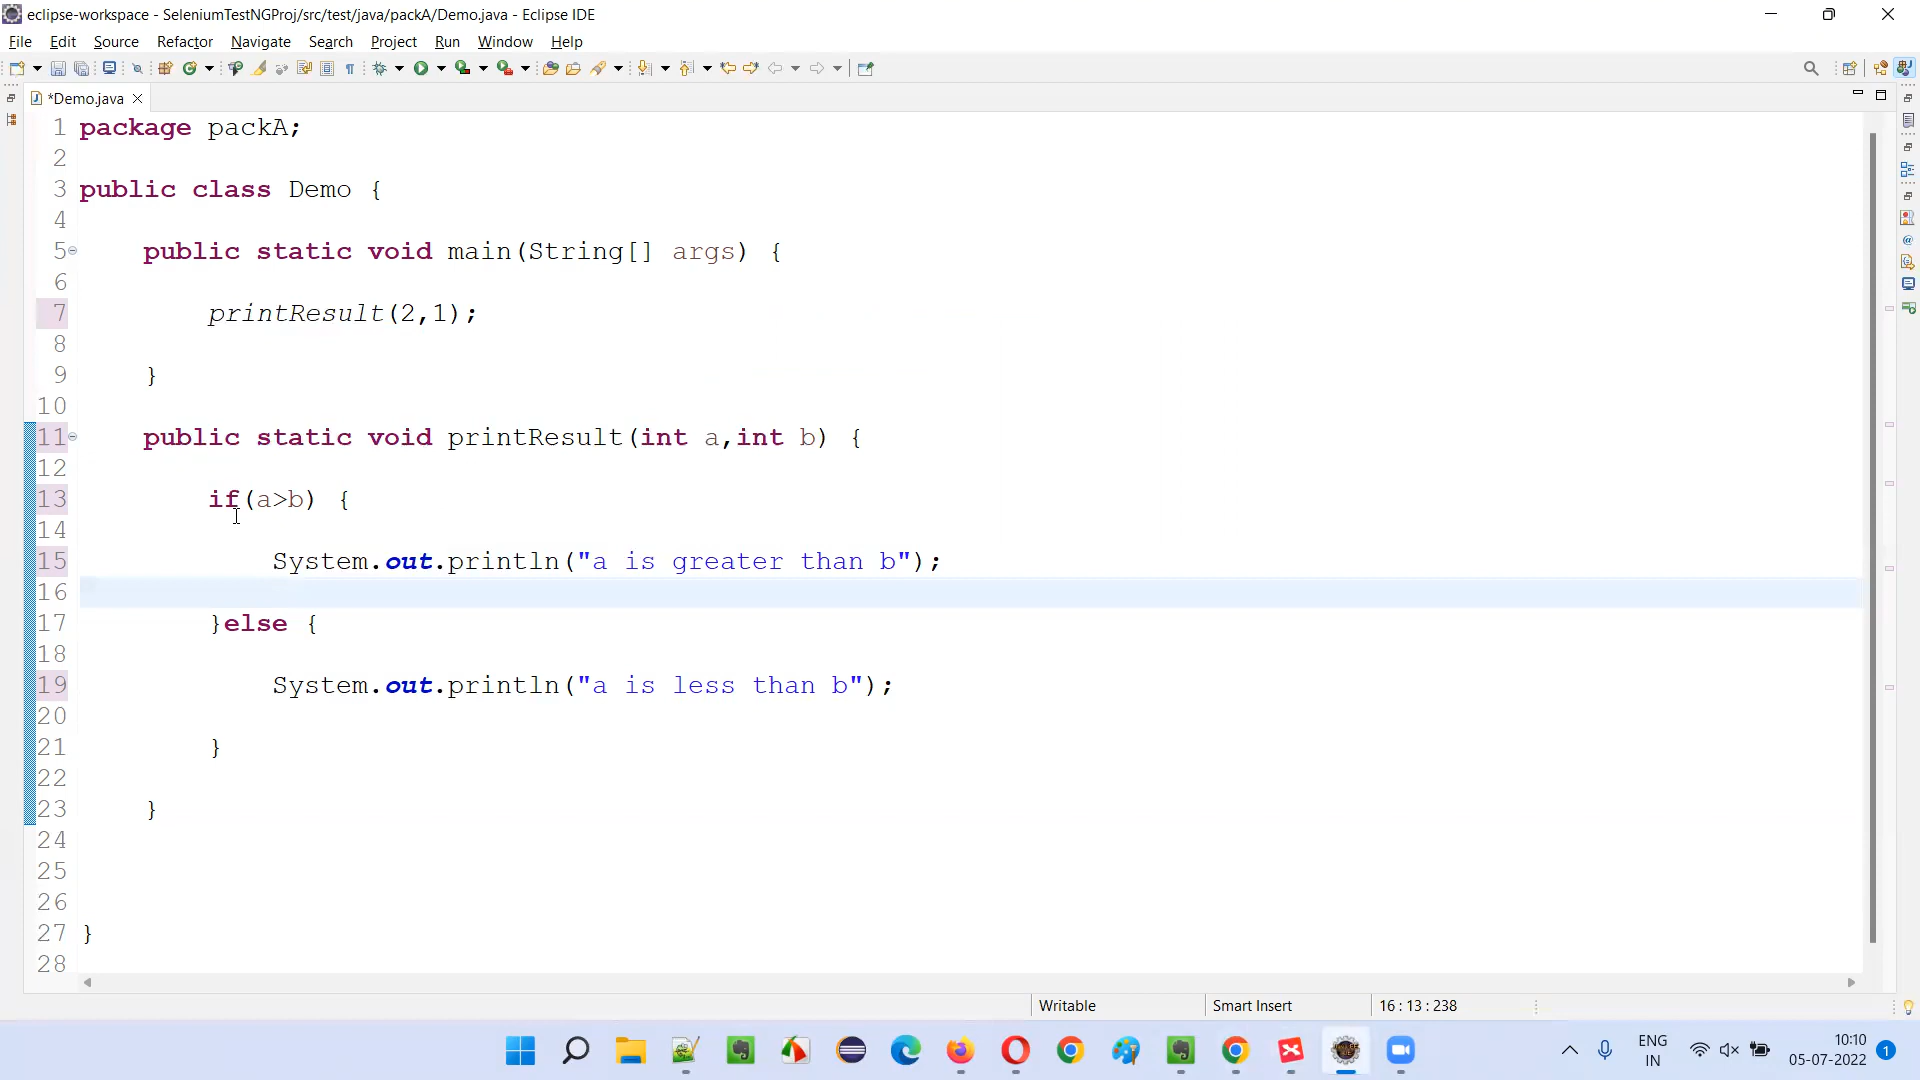 eclipse-workspace - SeleniumTestNGProj/src/test/java/packA/Demo.java - Eclipse IDE
File Edit Source Refactor Navigate Search Project Run Window Help
*Demo.java
1 package packA;
2
3 public class Demo {
4
5 public static void main(String[] args) {
6
7 printResult(2,1);
8
9 }
10
11 public static void printResult(int a,int b) {
12
13 if(a>b) {
14
15 System.out.println("a is greater than b");
16
17 }else {
18
19 System.out.println("a is less than b");
20
21 }
22
23 }
24
25
26
27 }
28
Writable Smart Insert 16 : 13 : 238
ENG 10:10
IN 05-07-2022 1